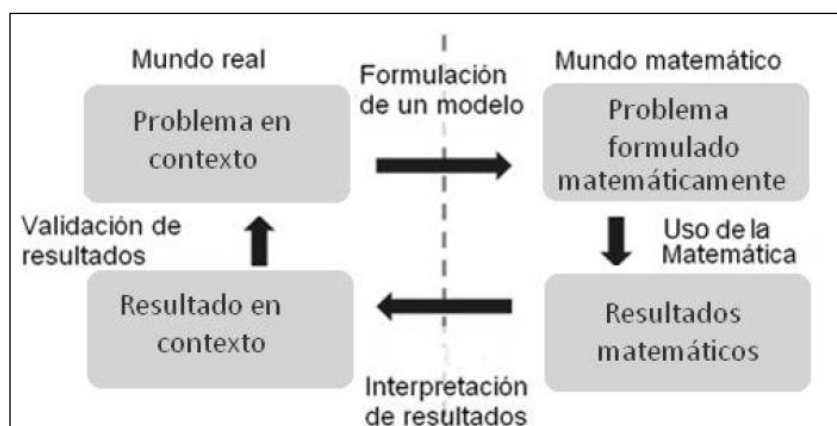 Mundo real
Formulación
de un modelo
Mundo matemático
Problema en
contexto
Problema
formulado
matemáticamente
Validación de
resultados
Uso de la
Matemática
Resultado en
contexto
Resultados
matemáticos
Interpretación
de resultados